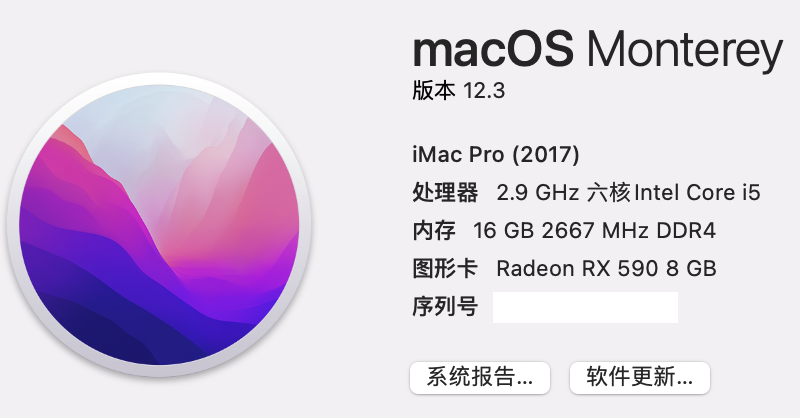 macOS Monterey
版本 12.3
iMac Pro (2017)
处理器 2.9 GHz 六核Intel Core i5
内存 16 GB 2667 MHz DDR4
图形卡 Radeon RX 590 8 GB
序列号
系统报告... 软件更新...